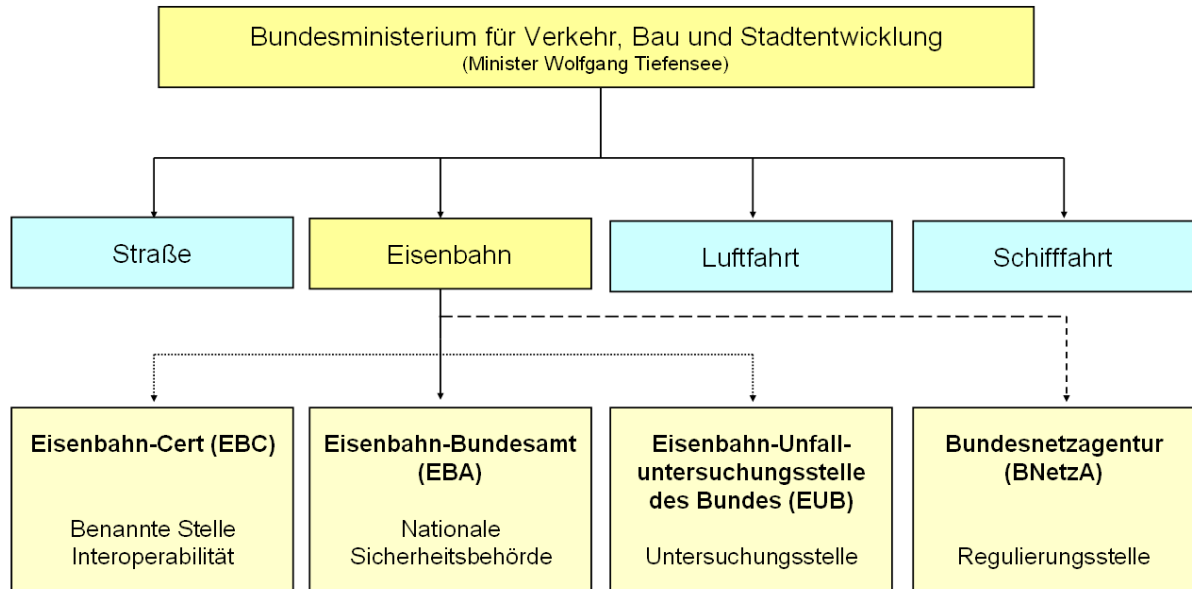 Bundesministerium für Verkehr, Bau und Stadtentwicklung
(Minister Wolfgang Tiefensee)
Straße
Eisenbahn
Luftfahrt
Schifffahrt
Eisenbahn-Cert (EBC)
Benannte Stelle
Interoperabilität
Eisenbahn-Bundesamt
(EBA)
Nationale
Sicherheitsbehörde
Eisenbahn-Unfall-
untersuchungsstelle
des Bundes (EUB)
Untersuchungsstelle
Bundesnetzagentur
(BNetzA)
Regulierungsstelle